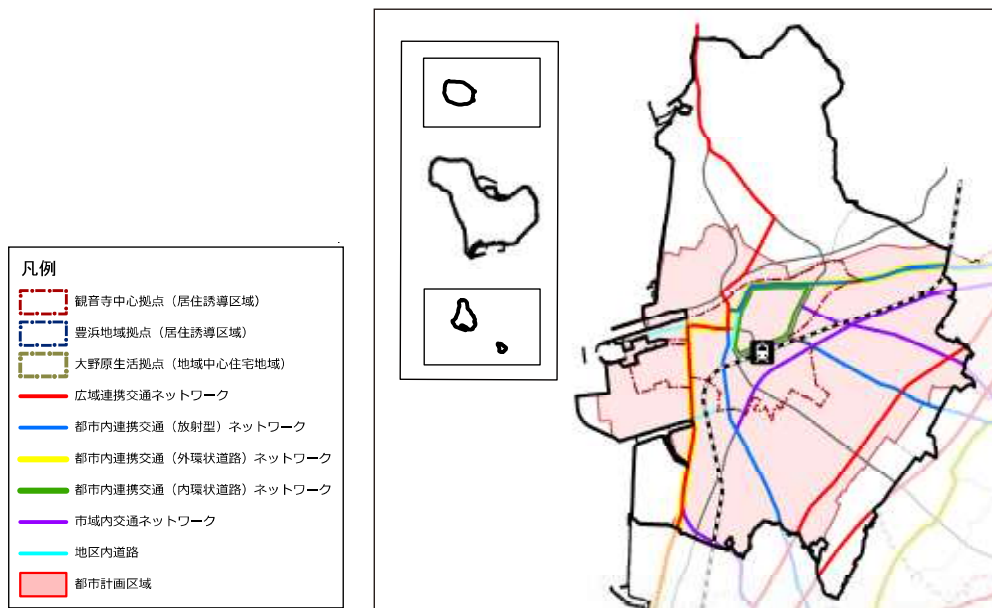 凡例
観音寺中心拠点（居住誘導区域）
豊浜地域拠点（居住誘導区域）
大野原生活拠点（地域中心住宅地域）
広域連携交通ネットワーク
都市内連携交通（放射型）ネットワーク
都市内連携交通（外環状道路）ネットワーク
都市内連携交通（内環状道路）ネットワーク
市域内交通ネットワーク
地区内道路
都市計画区域